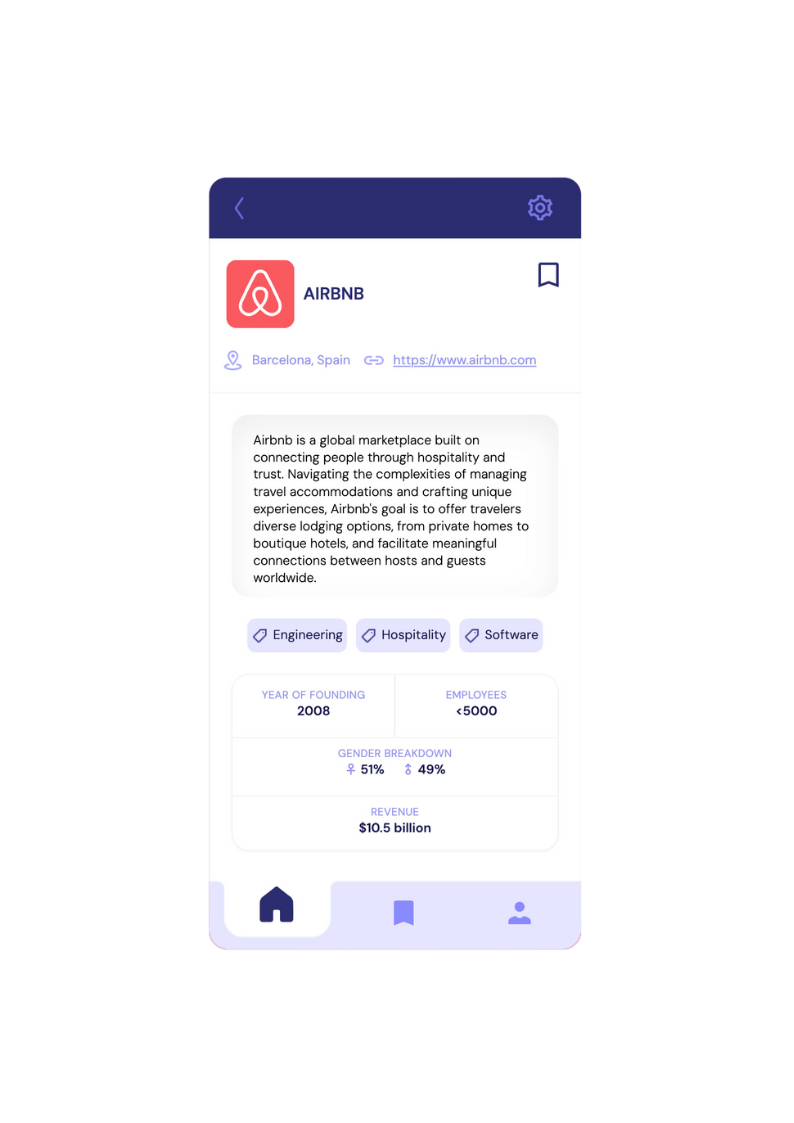 AIRBNB
Barcelona, Spain https://www.airbnb.com
Airbnb is a global marketplace built on
connecting people through hospitality and
trust. Navigating the complexities of managing
travel accommodations and crafting unique
experiences, Airbnb's goal is to offer travelers
diverse lodging options, from private homes to
boutique hotels, and facilitate meaningful
connections between hosts and guests
worldwide.
Engineering Hospitality Software
YEAR OF FOUNDING EMPLOYEES
2008 <5000
GENDER BREAKDOWN
51% 49%
REVENUE
$10.5 billion